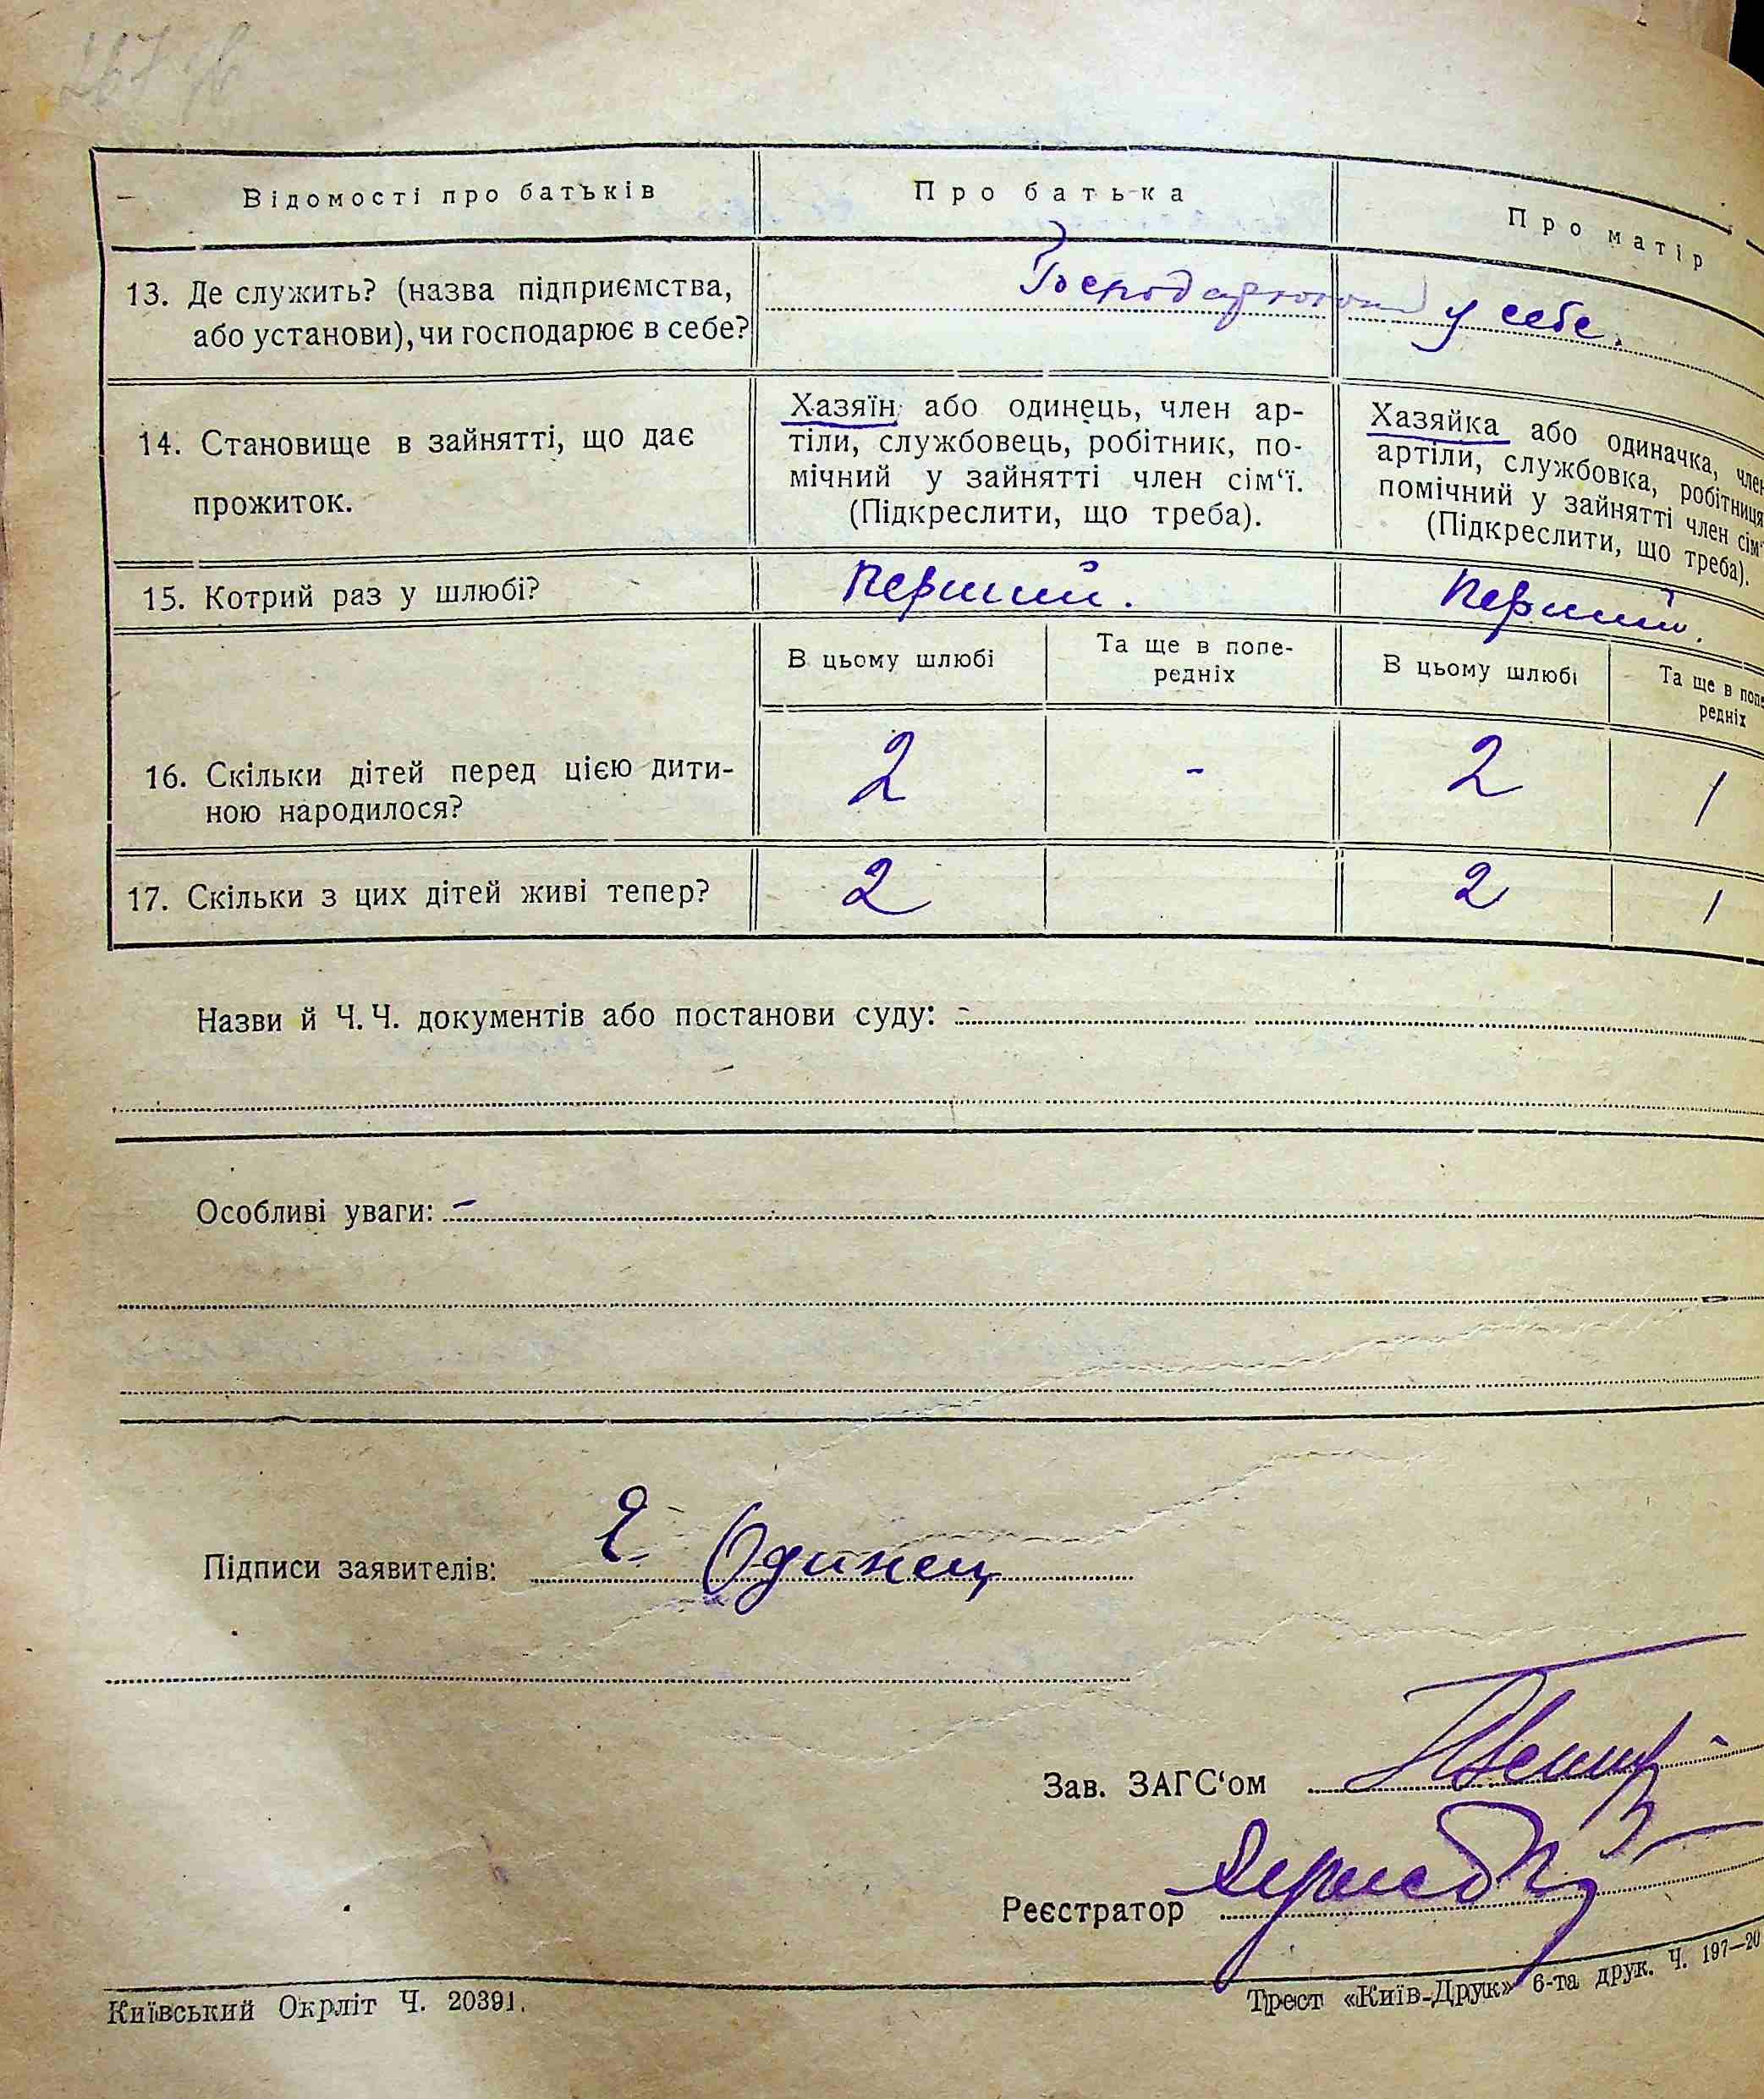 Відомості про батьків
Про батька
Про матір
13. Де служить? (назва підприємства,
або установи), чи господарює в себе?
Господарюють у себе.
14. Становище в зайнятті, що дає
прожиток.
Хазяїн або одинець, член ар-
тіли, службовець, робітник, по-
мічний у зайнятті член сім‘ї.
(Підкреслити, що треба).
Хазяйка або одиначка, член
артіли, службовка, робітниця
помічний у зайнятті член сім‘
(Підкреслити, що треба).
15. Котрий раз у шлюбі?
Перший.
Перший.
В цьому шлюбі
Та ще в попе-
редніх
В цьому шлюбі
Та ще в попе
редніх
16. Скільки дітей перед цією дити-
ною народилося?
2 - 2 1
17. Скільки з цих дітей живі тепер?
2 2 1
Назви й Ч. Ч. документів або постанови суду: -
Особливі уваги: -
Підписи заявителів: Є. Одинец
Зав. ЗАГС‘ом
Реєстратор
Київський Окрліт Ч. 20391.
Трест «Київ-Друк» 6-та друк. Ч. 197—20